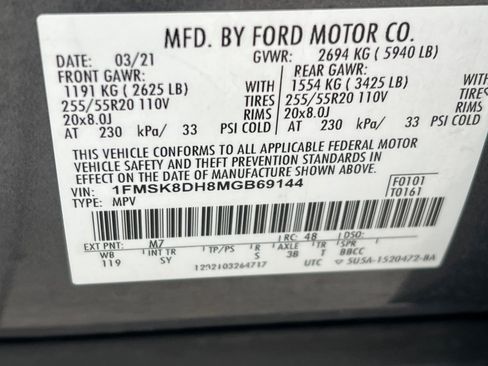 MFD. BY FORD MOTOR CO.
DATE: 03/21 GVWR: 2694 KG ( 5940 LB)
FRONT GAWR: REAR GAWR:
1191 KG ( 2625 LB) WITH 1554 KG ( 3425 LB) WITH
255/55R20 110V TIRES 255/55R20 110V TIRES
20x8.0J RIMS 20x8.0J RIMS
AT 230 kPa/ 33 PSI COLD AT 230 kPa/ 33 PSI COLD
THIS VEHICLE CONFORMS TO ALL APPLICABLE FEDERAL MOTOR
VEHICLE SAFETY AND BUMPER STANDARDS IN EFFECT ON THE DATE OF
MANUFACTURE SHOWN ABOVE.
VIN: 1FMSK8DH8MGB69144 F0101
TYPE: MPV T0161
EXT PNT: M7 RC: 48 DSO:
WB INT TR TP/PS R AXLE TR SPR
119 SY S 38 T BBCC
1292103264717 UTC 5USA-1520472-BA